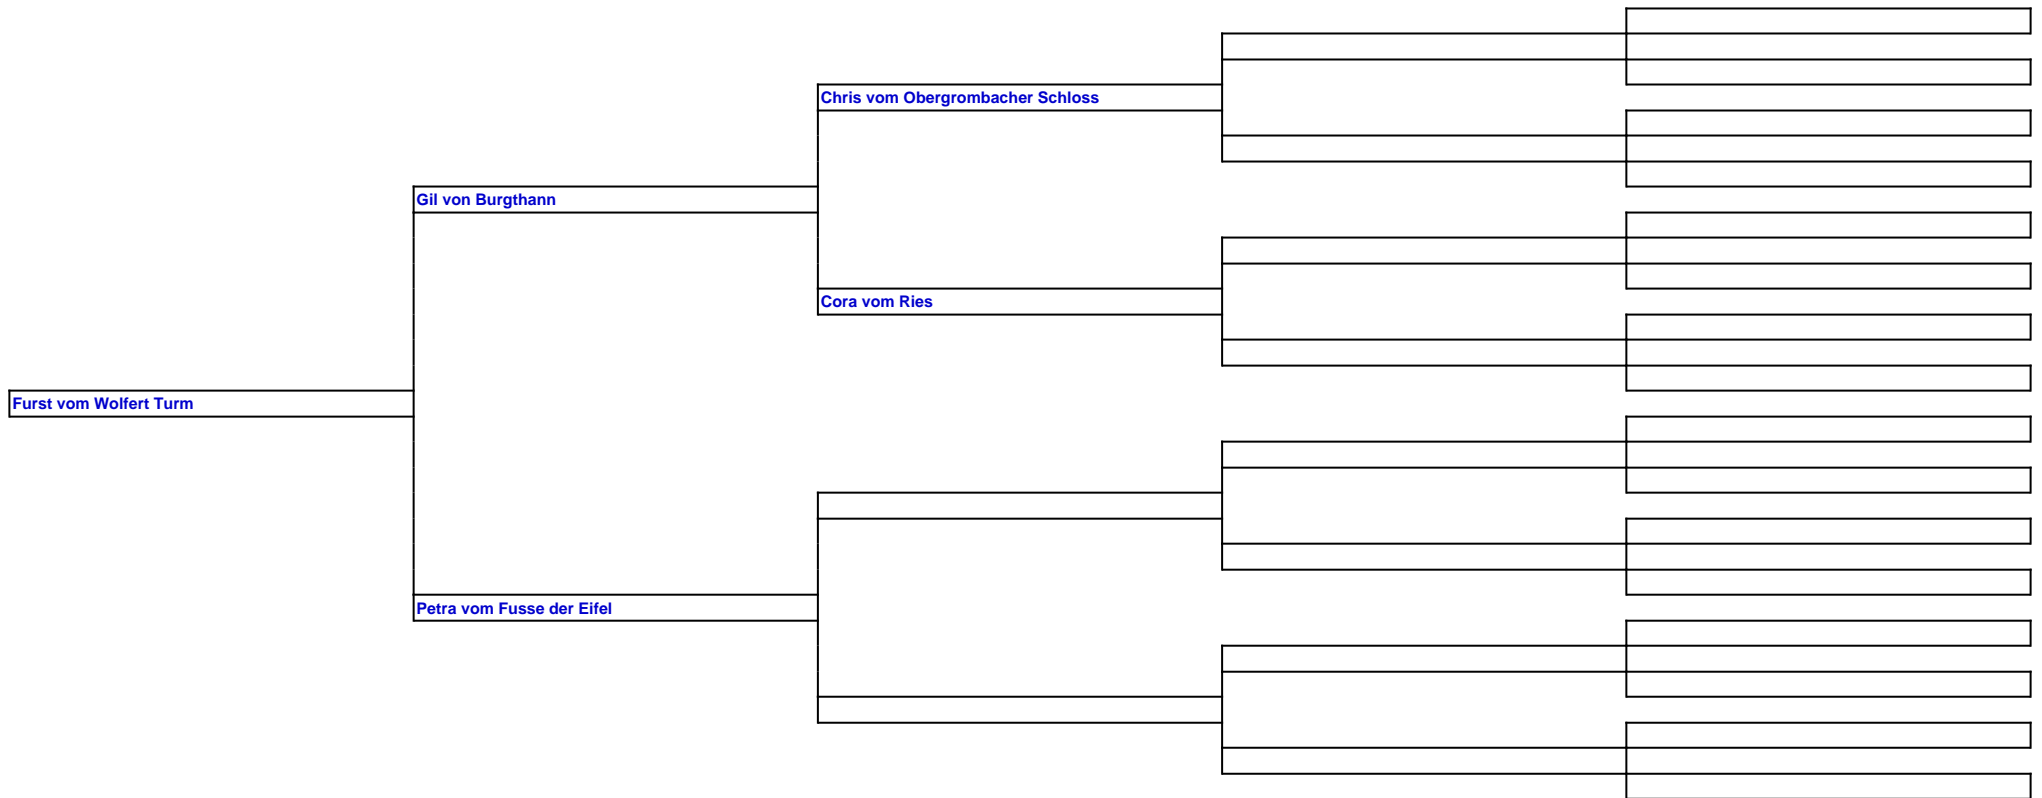 Chris vom Obergrombacher Schloss
Gil von Burgthann
Cora vom Ries
Furst vom Wolfert Turm
Petra vom Fusse der Eifel